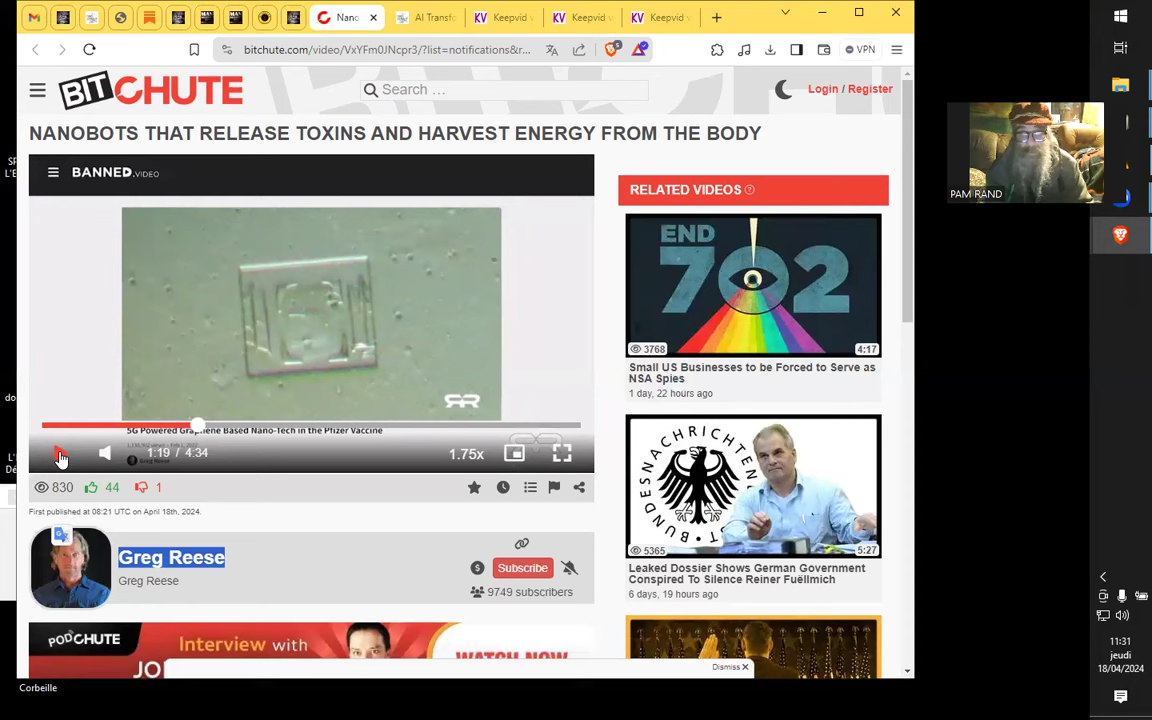 Nano
AI Transfo
Keepvid
Keepvid
Keepvid
bitchute.com/video/VxYFm0JNcpr3/?list=notifications&r...
5
VPN
BITCHUTE
Search …
Login / Register
NANOBOTS THAT RELEASE TOXINS AND HARVEST ENERGY FROM THE BODY
BANNED.VIDEO
RELATED VIDEOS
END
702
3768
4:17
Small US Businesses to be Forced to Serve as
NSA Spies
1 day, 22 hours ago
5G Powered Graphene Based Nano-Tech in the Pfizer Vaccine
Greg Reese
1:19 / 4:34
1.75x
830
44
1
First published at 08:21 UTC on April 18th, 2024.
Greg Reese
Greg Reese
Subscribe
9749 subscribers
BUNDESNACHRICHTEN
5365
5:27
Leaked Dossier Shows German Government
Conspired To Silence Reiner Fuëllmich
6 days, 19 hours ago
PODCHUTE
Interview with
WATCH NOW
Dismiss
Corbeille
PAM RAND
11:31
jeudi
18/04/2024